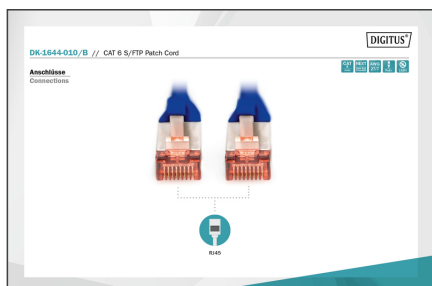 DIGITUS®
DK-1644-010/B // CAT 6 S/FTP Patch Cord
Anschlüsse
Connections
RJ45